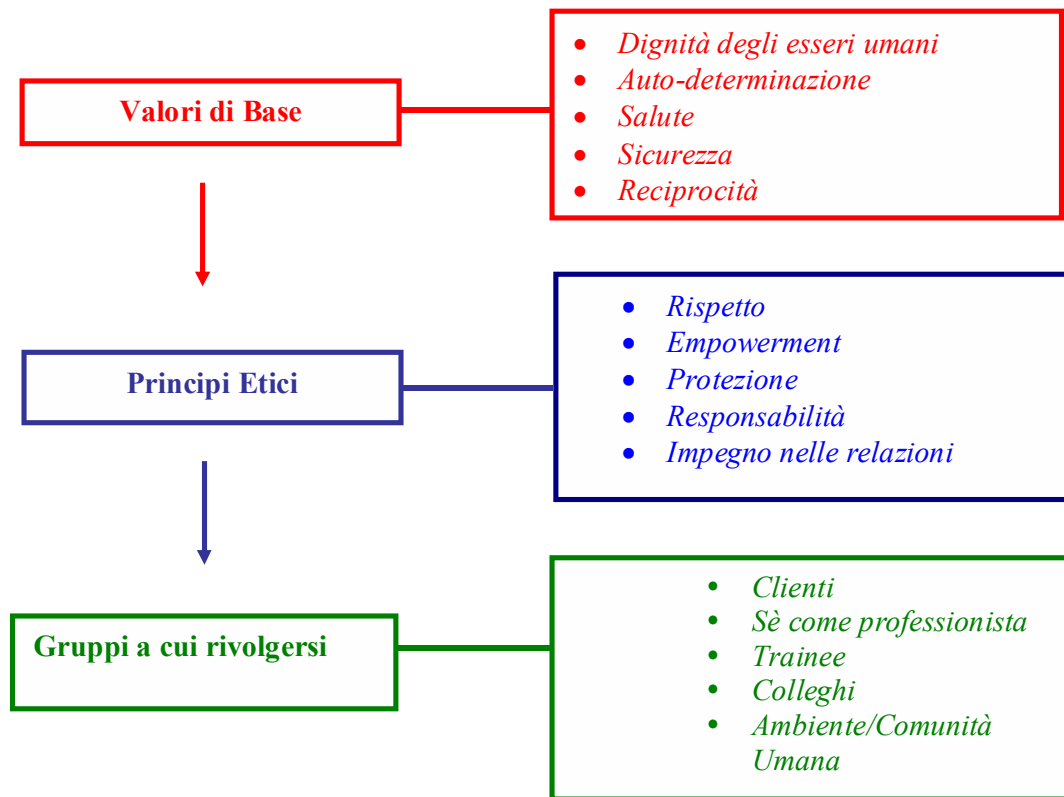 Valori di Base
• Dignità degli esseri umani
• Auto-determinazione
• Salute
• Sicurezza
• Reciprocità
Principi Etici
• Rispetto
• Empowerment
• Protezione
• Responsabilità
• Impegno nelle relazioni
Gruppi a cui rivolgersi
• Clienti
• Sè come professionista
• Trainee
• Colleghi
• Ambiente/Comunità
Umana